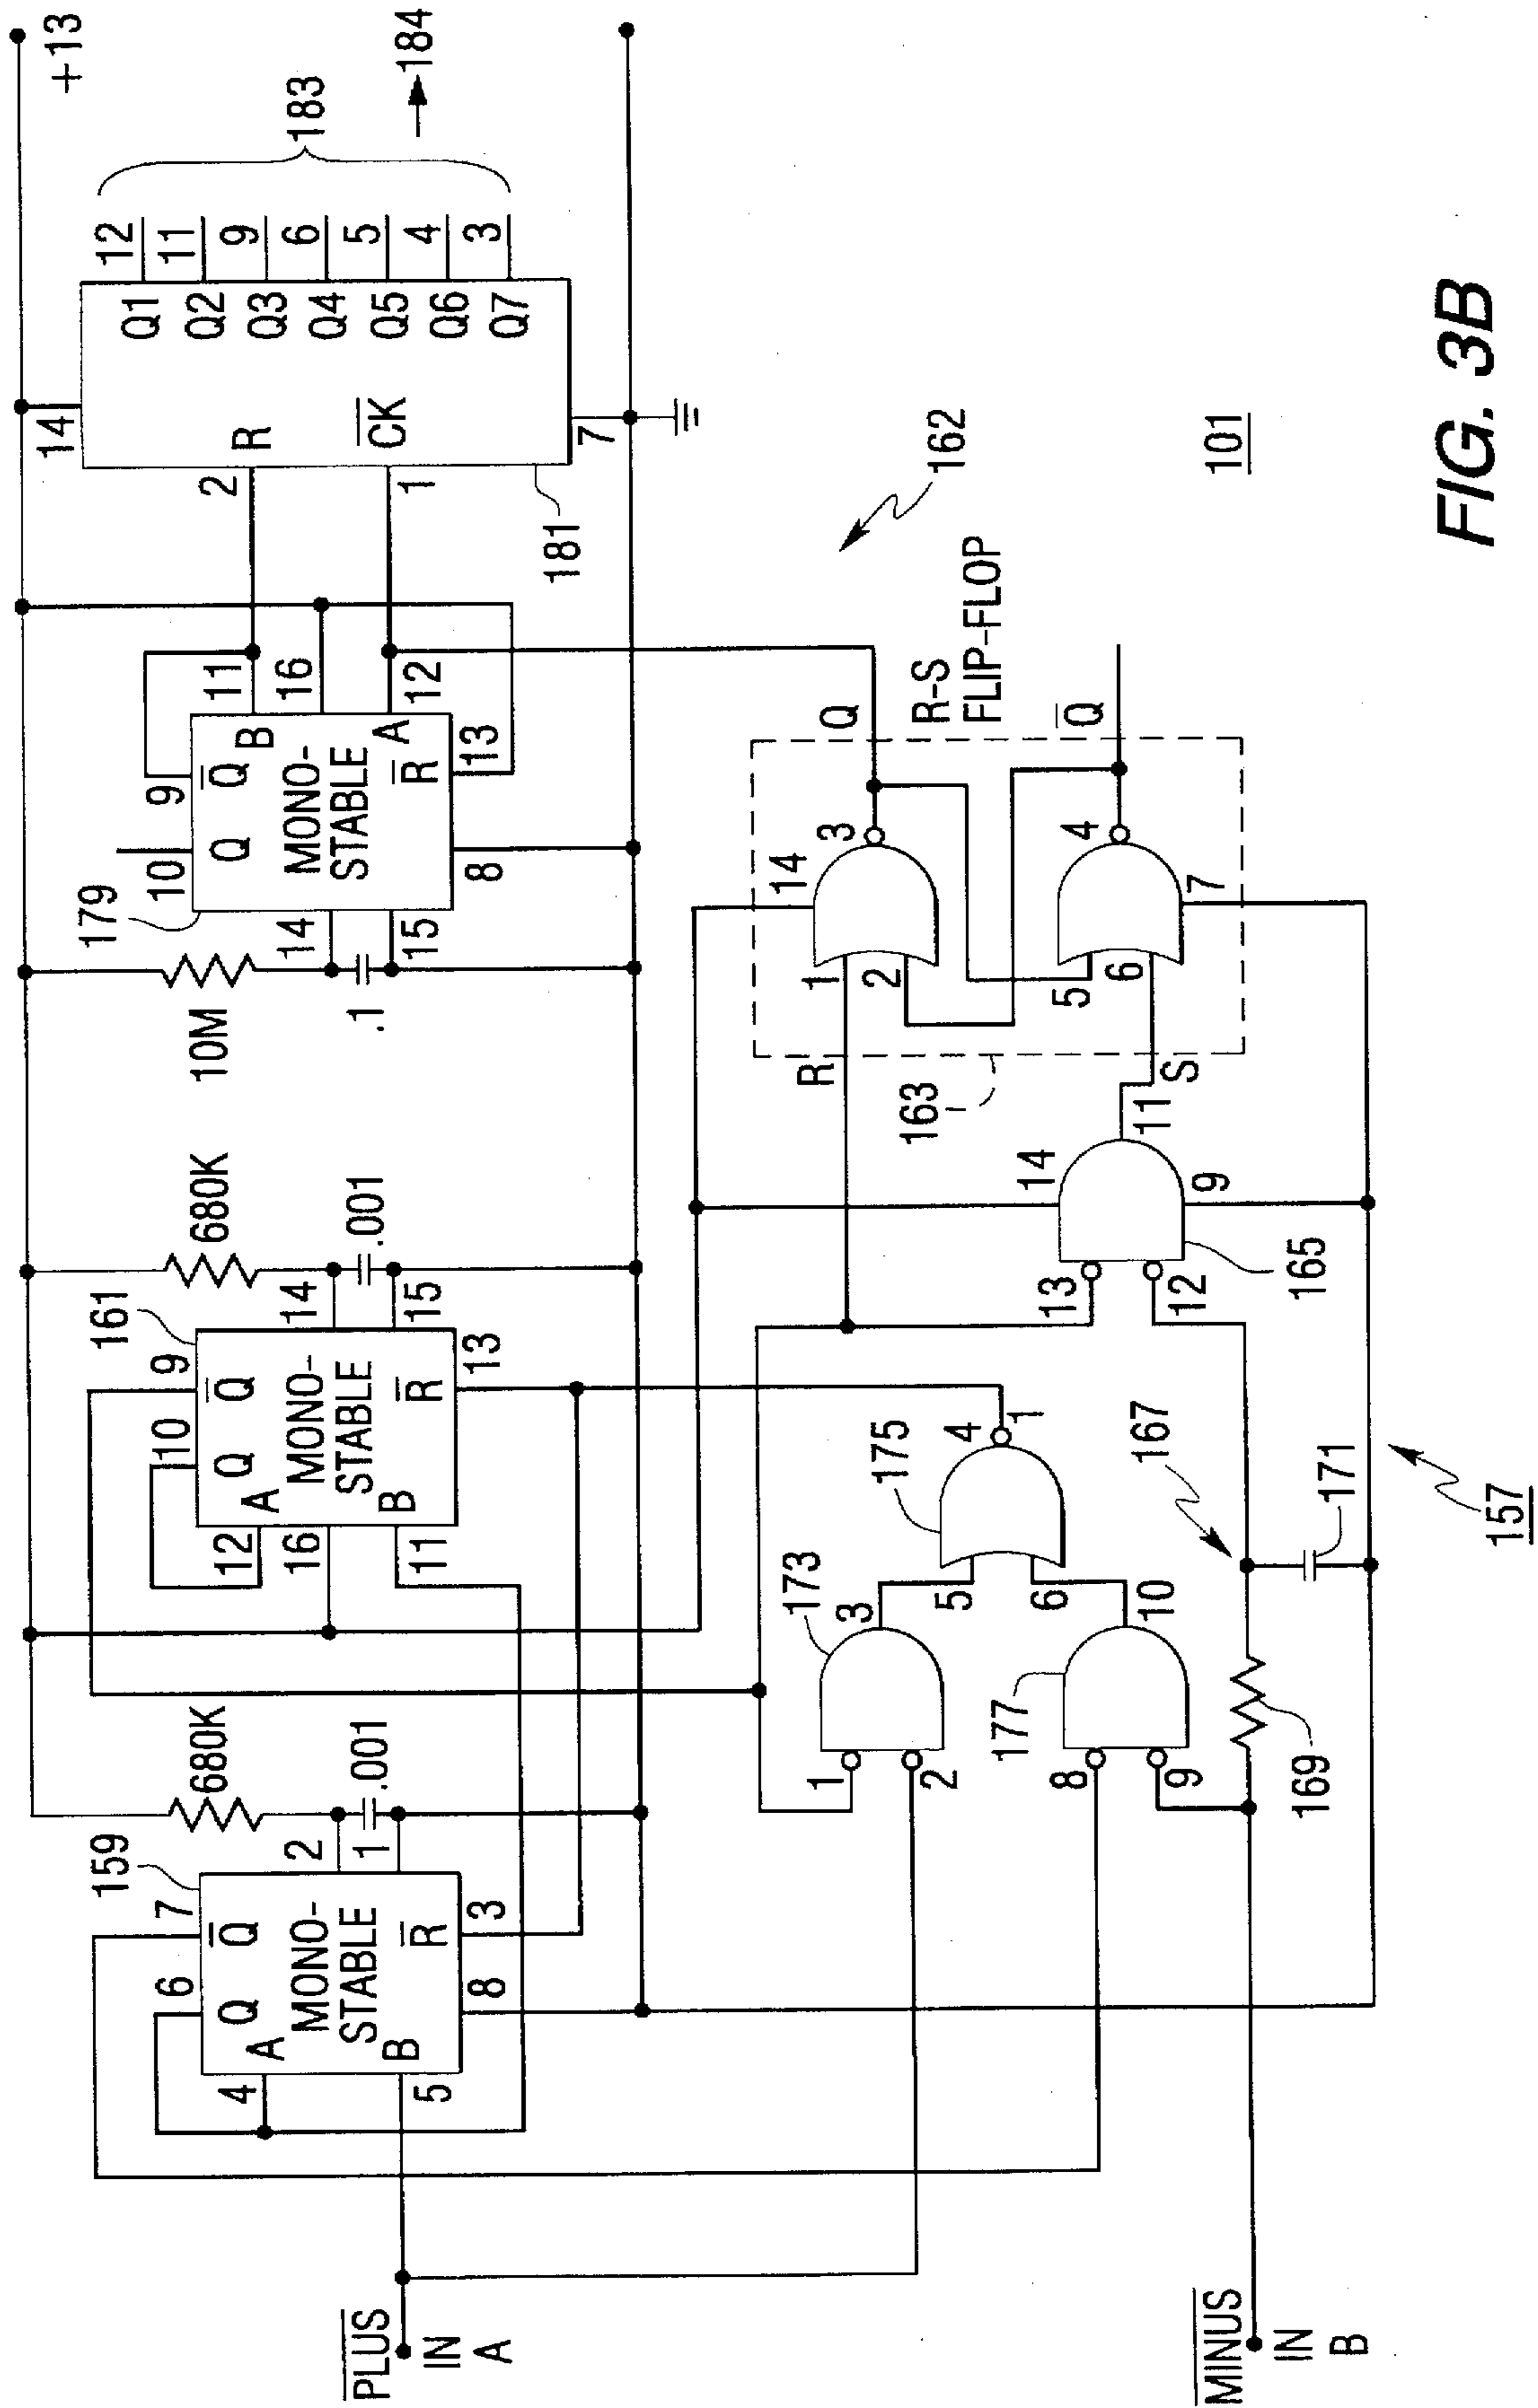 +13
184
183
14
R
2
CK
1
7
181
Q1
Q2
Q3
Q4
Q5
Q6
Q7
12
11
9
6
5
4
3
179
10
9
Q
Q
B
11
16
MONO-
STABLE
A
12
R
13
8
14
15
10M
.1
161
9
10
Q
Q
A
12
16
MONO-
STABLE
B
11
R
13
14
15
680K
.001
159
7
6
Q
Q
A
4
MONO-
STABLE
B
5
R
3
8
2
1
680K
.001
PLUS
IN
A
MINUS
IN
B
173
1
2
3
177
8
9
10
175
5
6
4
1
167
169
171
157
165
13
12
14
9
11
163
R
S
1
2
14
3
5
6
4
7
Q
R-S
FLIP-FLOP
Q
162
101
FIG. 3B